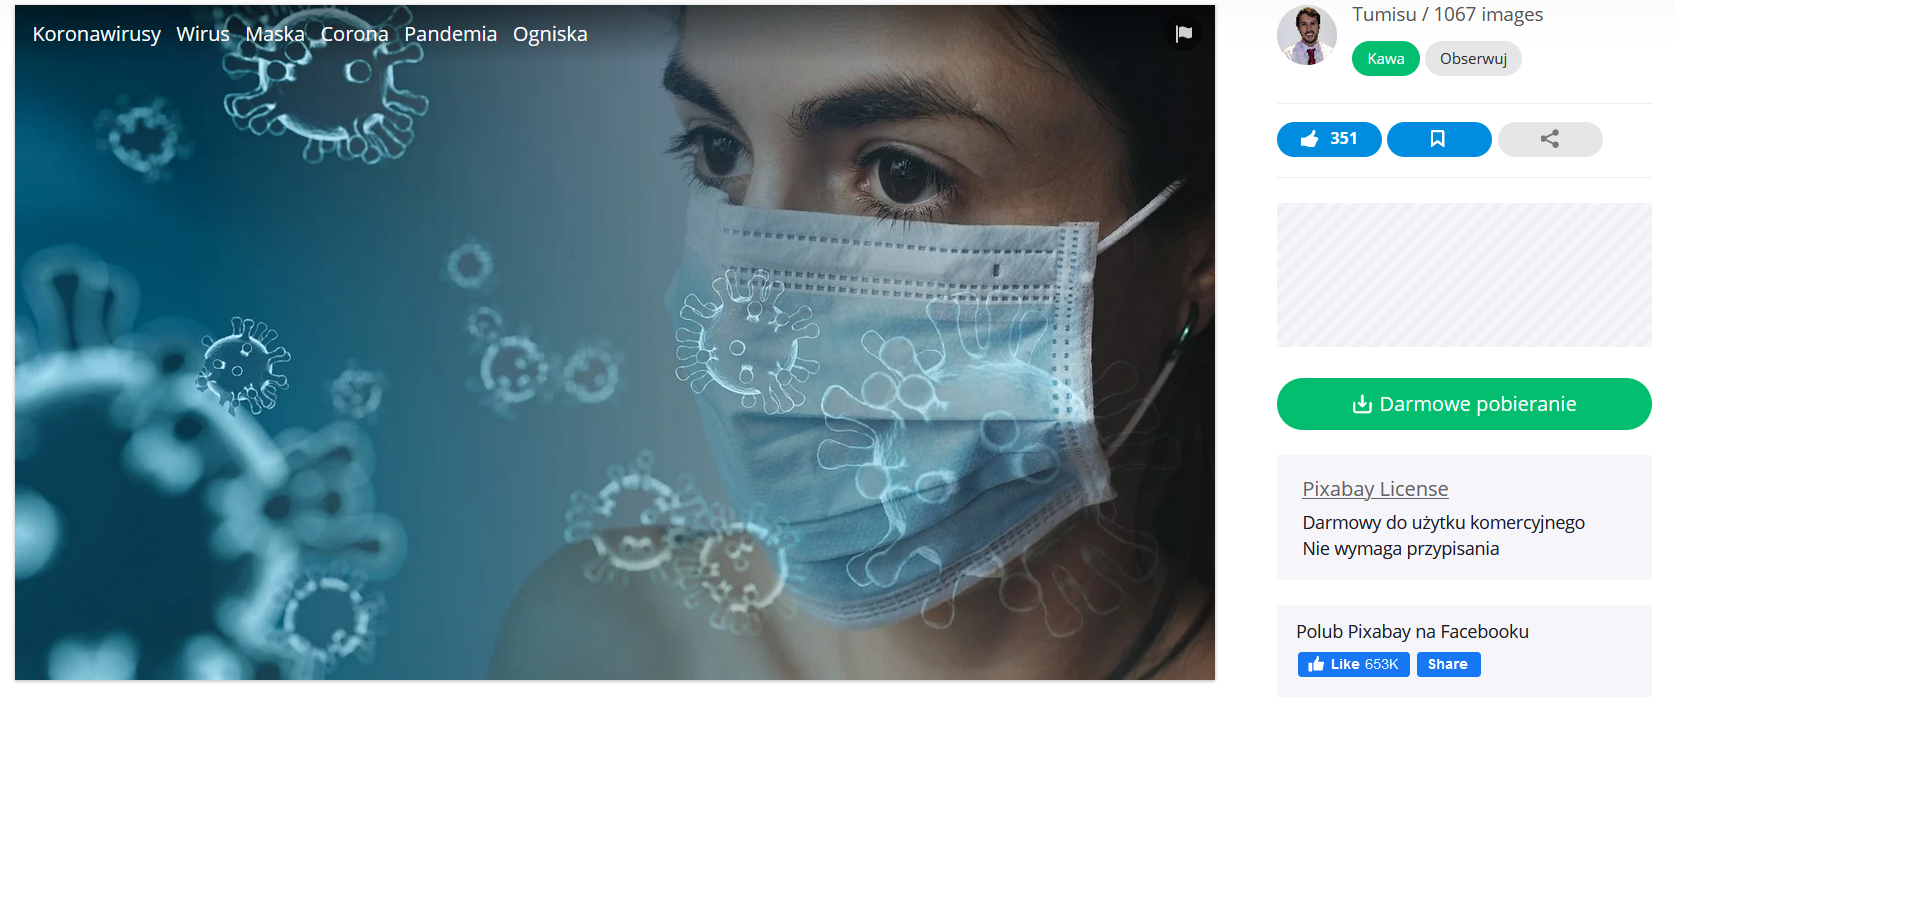 Koronawirusy Wirus Maska Corona Pandemia Ogniska
Tumisu / 1067 images
Kawa Obserwuj
351
Darmowe pobieranie
Pixabay License
Darmowy do użytku komercyjnego
Nie wymaga przypisania
Polub Pixabay na Facebooku
Like 653K Share